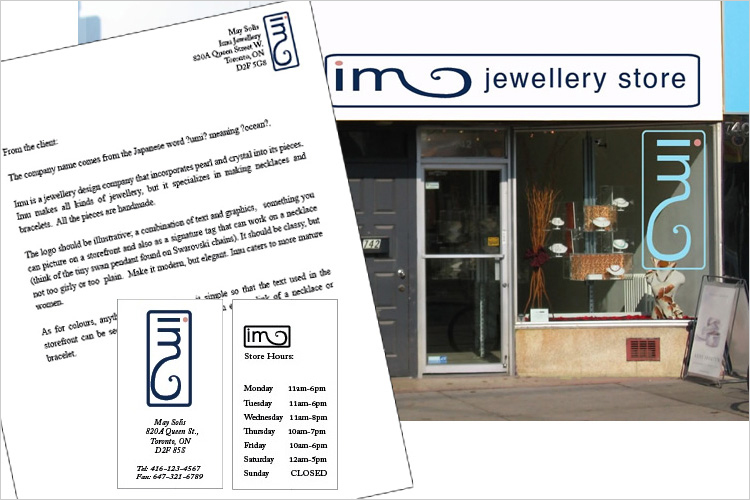 May Solis
Imu Jewellery
820A Queen Street W.
Toronto, ON
D2F 5G8
imu
From the client:
The company name comes from the Japanese word ?umi? meaning ?ocean?.
Imu is a jewellery design company that incorporates pearl and crystal into its pieces.
Imu makes all kinds of jewellery, but it specializes in making necklaces and
bracelets. All the pieces are handmade.
The logo should be illustrative; a combination of text and graphics, something you
can picture on a storefront and also as a signature tag that can work on a necklace
(think of the tiny swan pendant found on Swarovski chains). It should be classy, but
not too girly or too plain. Make it modern, but elegant. Imu caters to more mature
women.
As for colours, simple so that the text used in the
storefront can be link of a necklace or
bracelet.
imu
May Solis
820A Queen St.,
Toronto, ON
D2F 8S8
Tel: 416-123-4567
Fax: 647-321-6789
imu
Store Hours:
Monday 11am-6pm
Tuesday 11am-6pm
Wednesday 11am-8pm
Thursday 10am-7pm
Friday 10am-6pm
Saturday 12am-5pm
Sunday CLOSED
imu jewellery store
imu
742
740